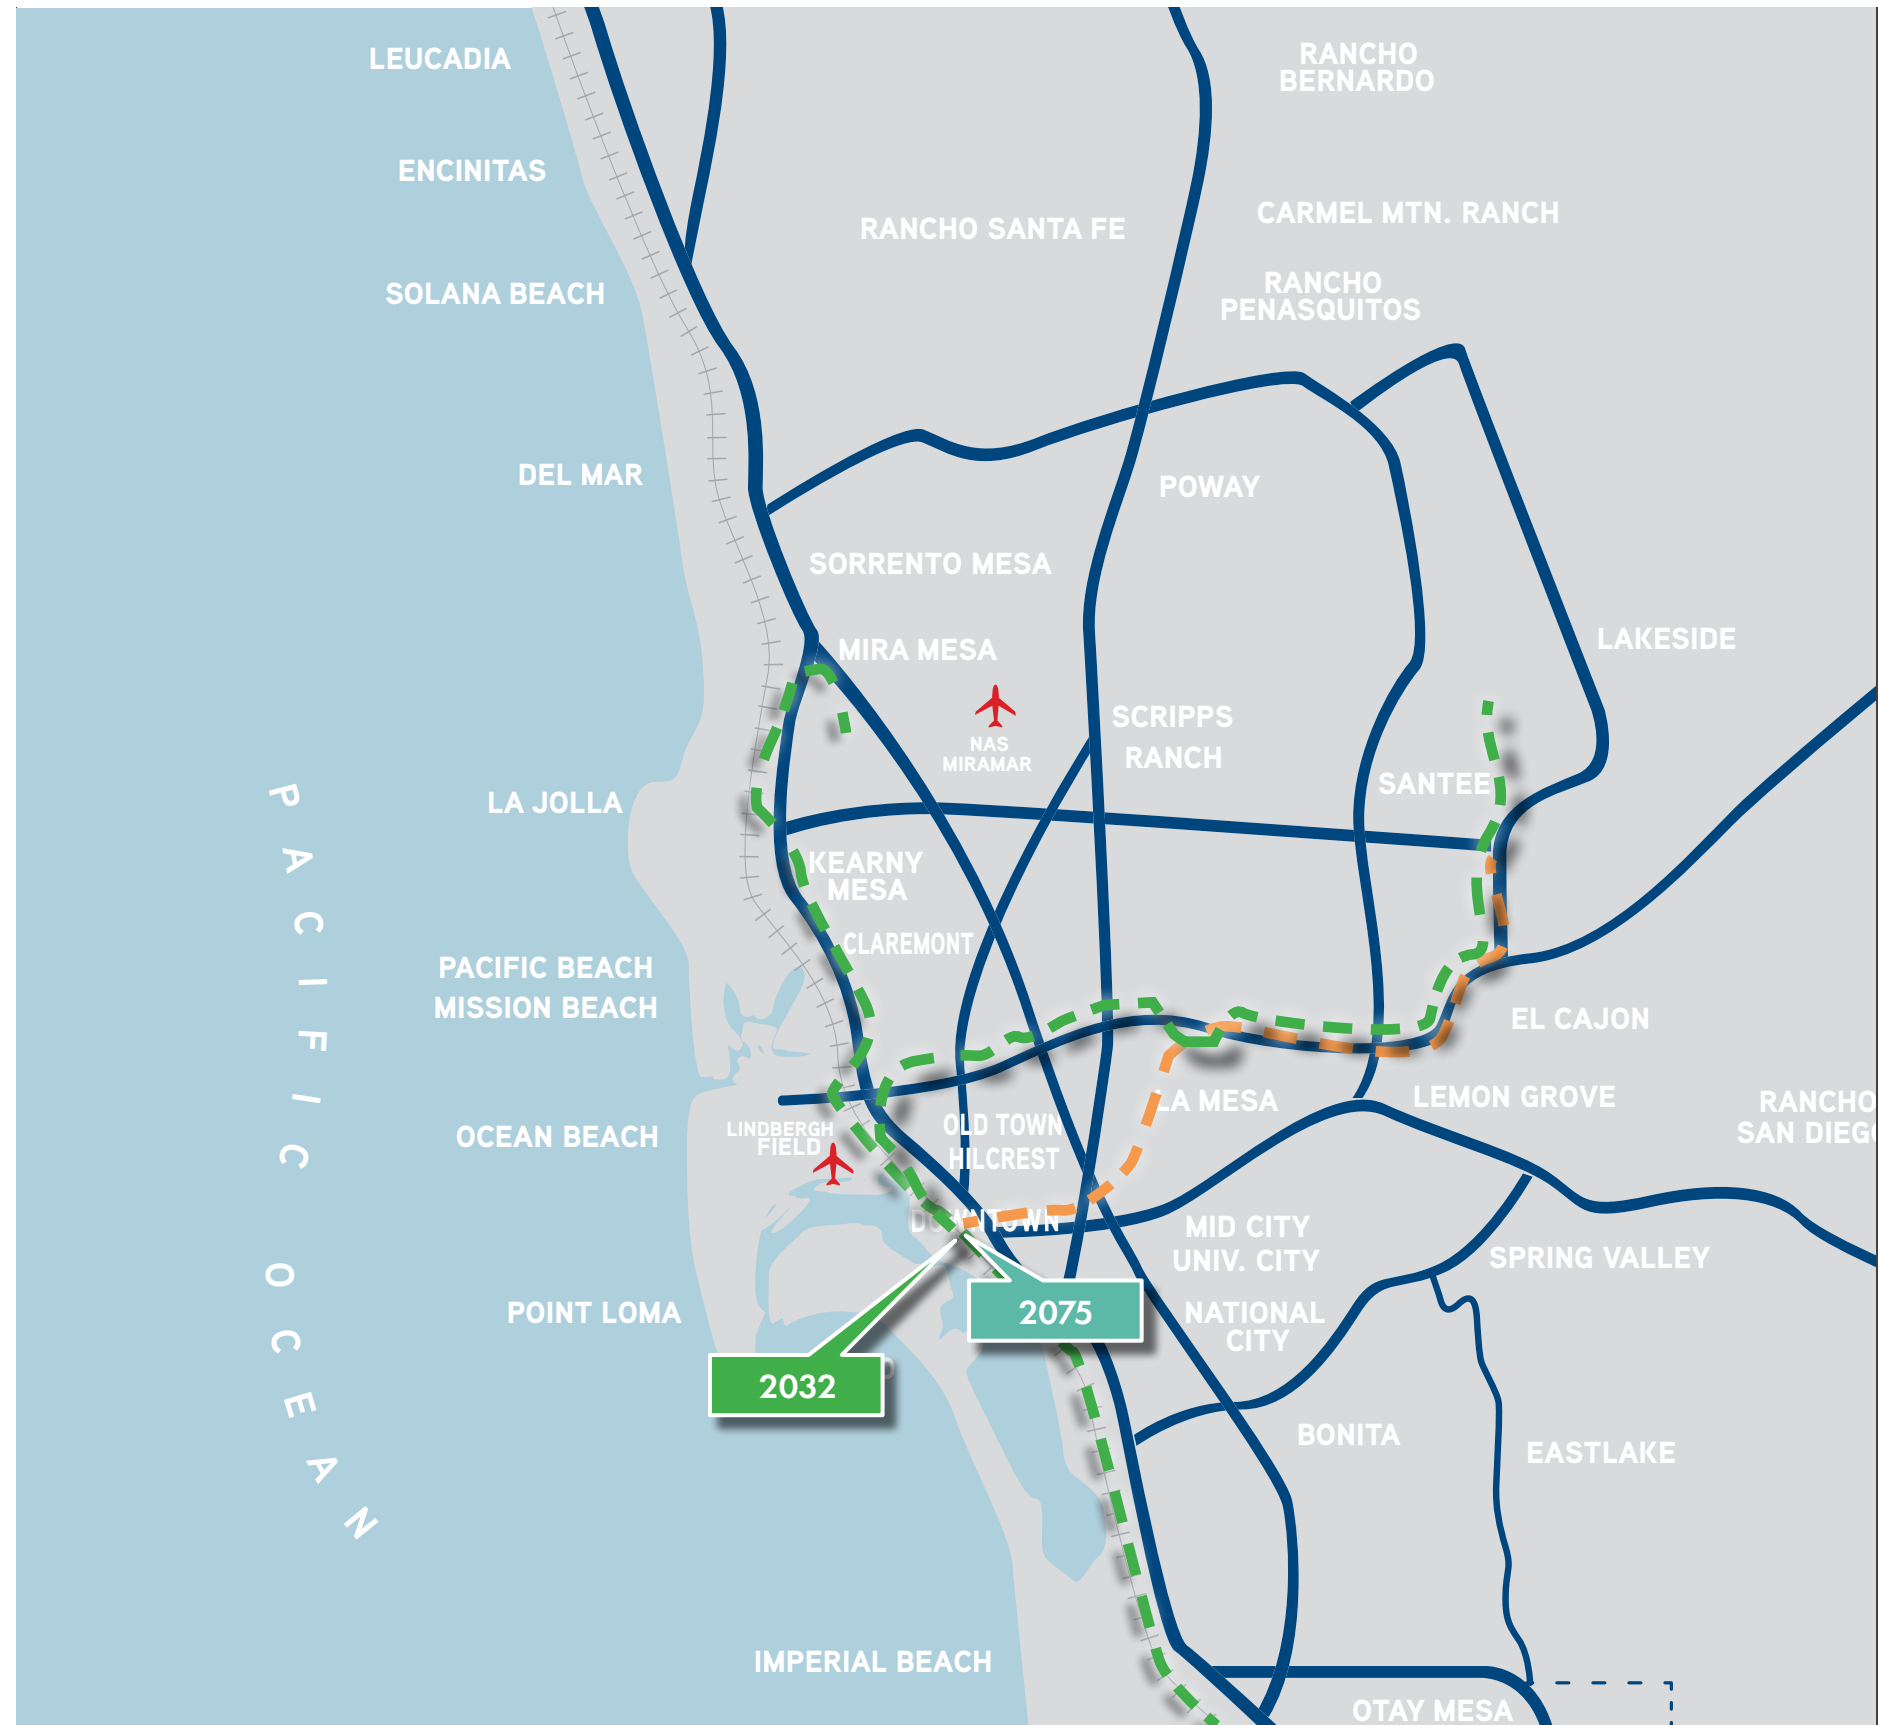 LEUCADIA
RANCHO
BERNARDO
ENCINITAS
RANCHO SANTA FE
CARMEL MTN. RANCH
SOLANA BEACH
RANCHO
PENASQUITOS
DEL MAR
POWAY
SORRENTO MESA
MIRA MESA
LAKESIDE
NAS
MIRAMAR
SCRIPPS
RANCH
SANTEE
LA JOLLA
KEARNY
MESA
CLAREMONT
PACIFIC OCEAN
PACIFIC BEACH
MISSION BEACH
EL CAJON
LA MESA
LEMON GROVE
RANCHO
SAN DIEGO
OCEAN BEACH
LINDBERGH
FIELD
OLD TOWN
HILCREST
DOWNTOWN
MID CITY
UNIV. CITY
SPRING VALLEY
POINT LOMA
2075
NATIONAL
CITY
2032
BONITA
EASTLAKE
IMPERIAL BEACH
OTAY MESA